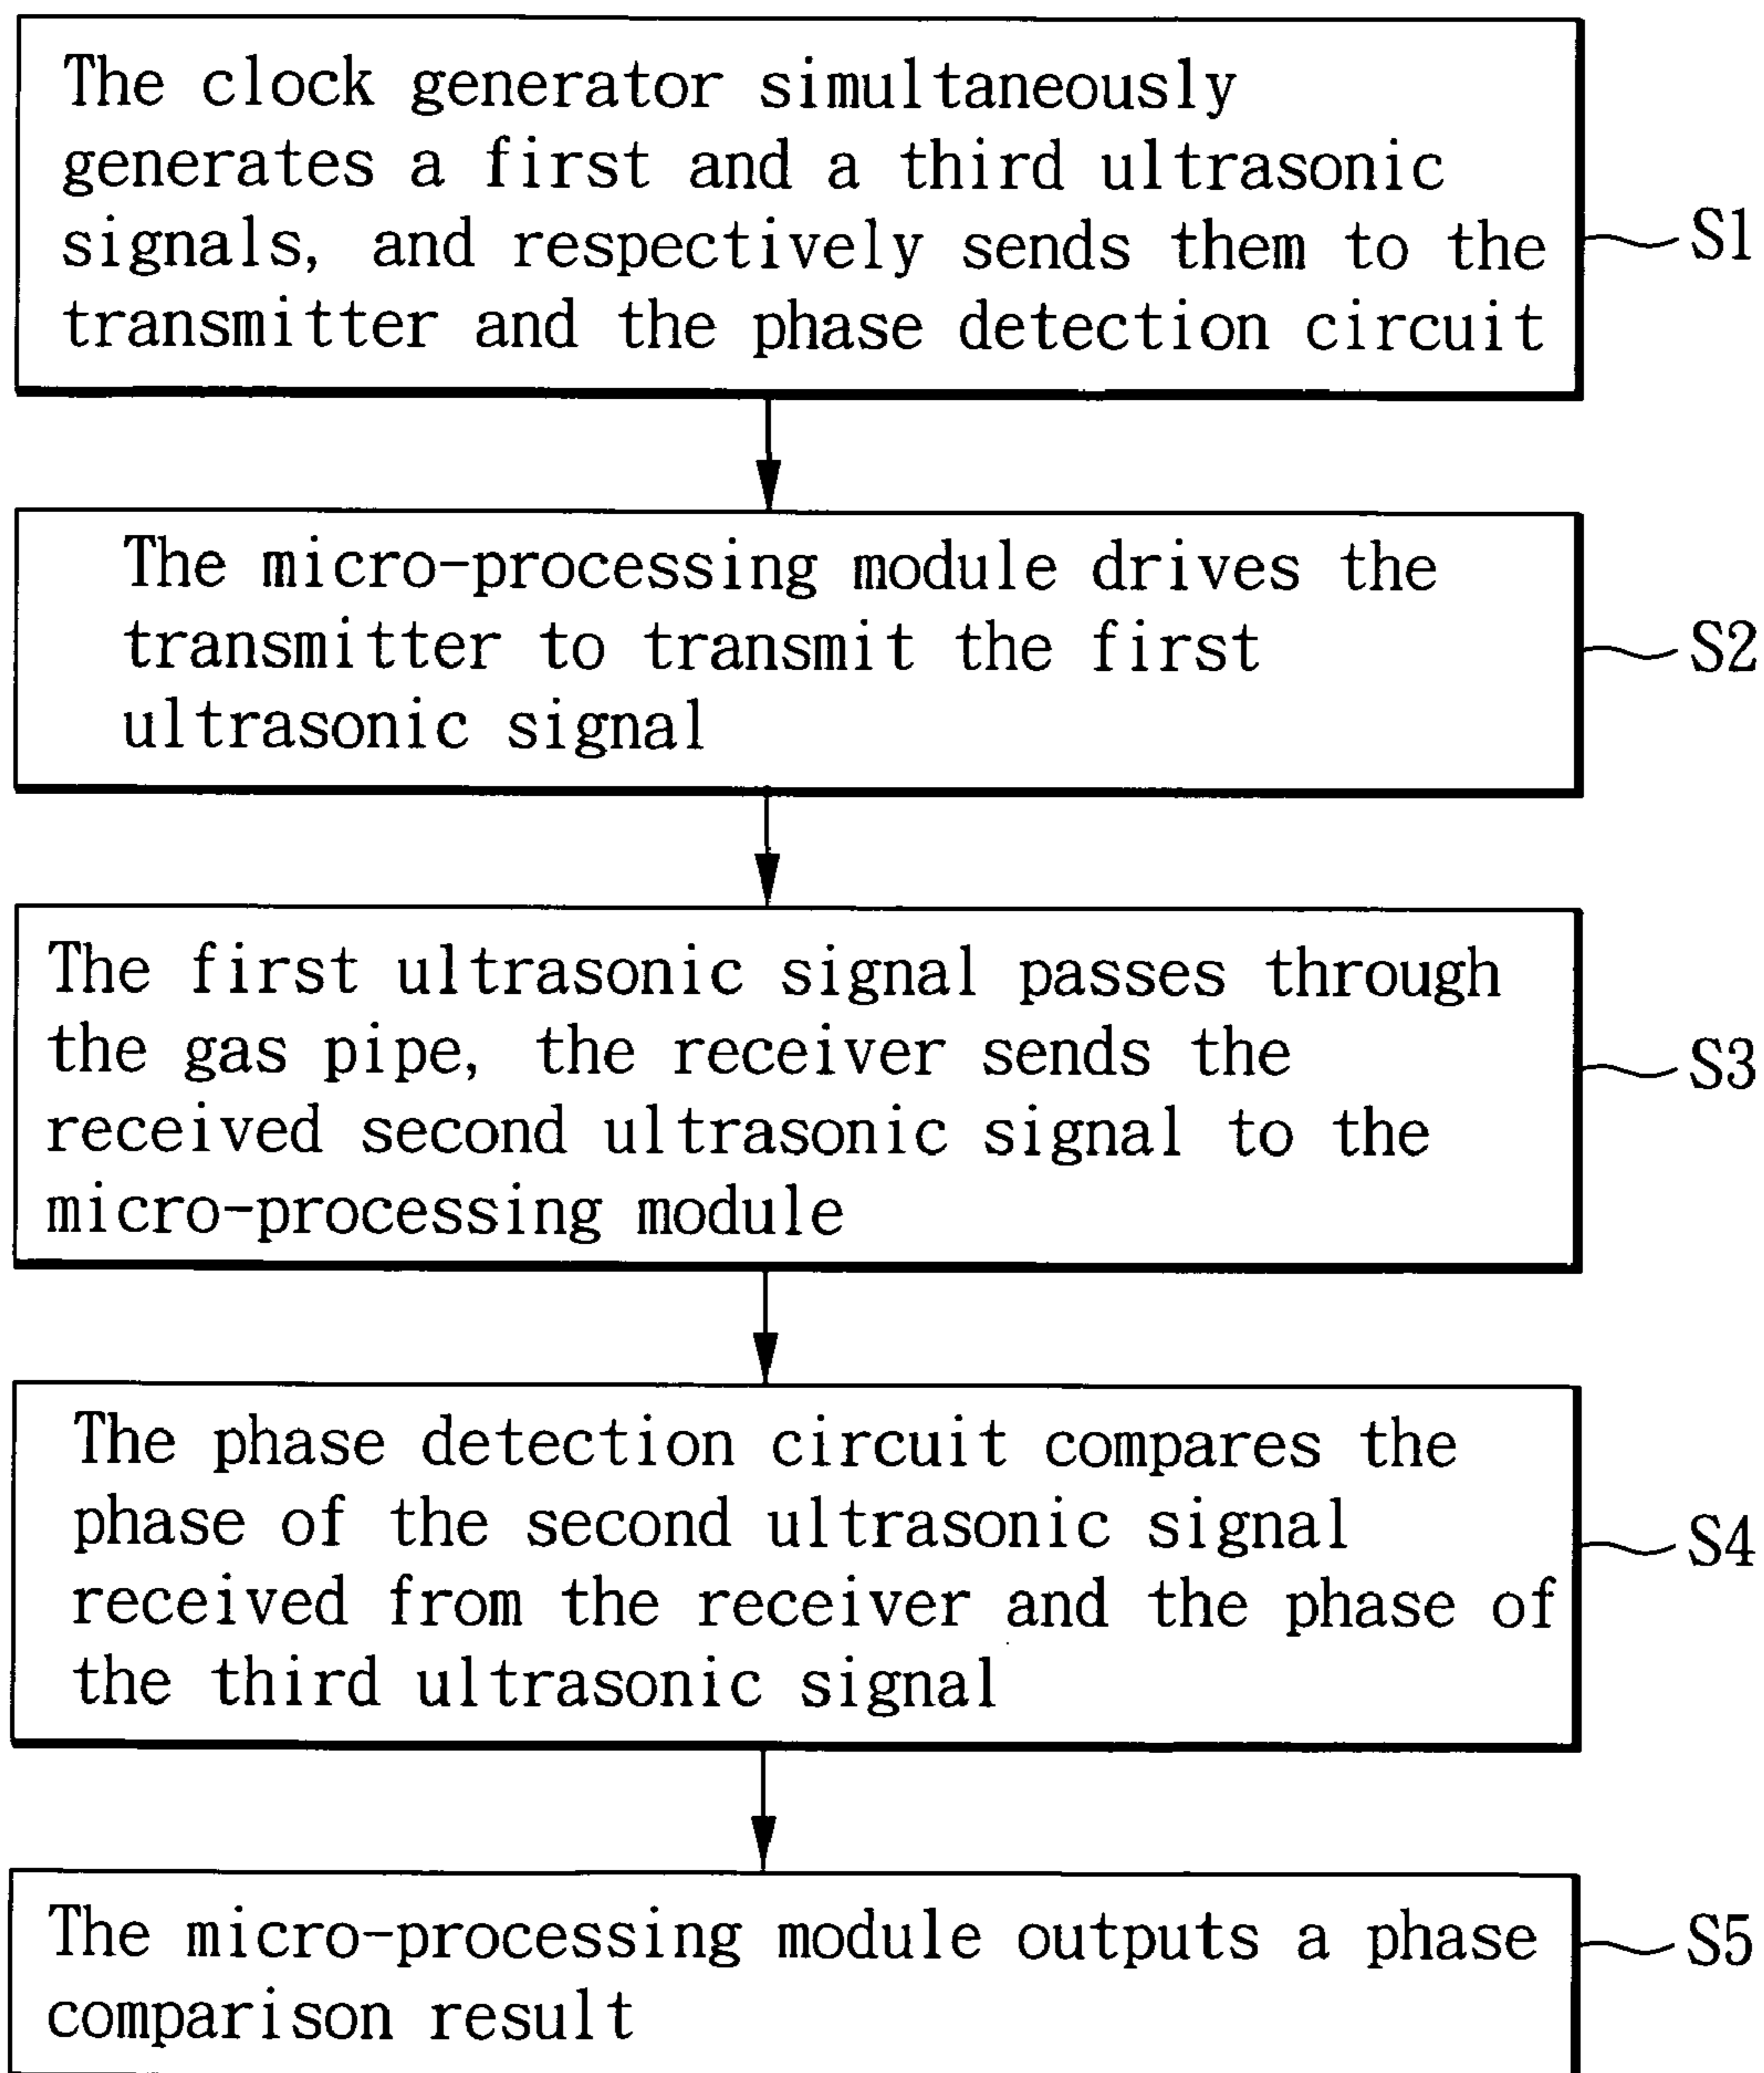 The clock generator simultaneously
generates a first and a third ultrasonic
signals, and respectively sends them to the
transmitter and the phase detection circuit
S1
The micro-processing module drives the
transmitter to transmit the first
ultrasonic signal
S2
The first ultrasonic signal passes through
the gas pipe, the receiver sends the
received second ultrasonic signal to the
micro-processing module
S3
The phase detection circuit compares the
phase of the second ultrasonic signal
received from the receiver and the phase of
the third ultrasonic signal
S4
The micro-processing module outputs a phase
comparison result
S5